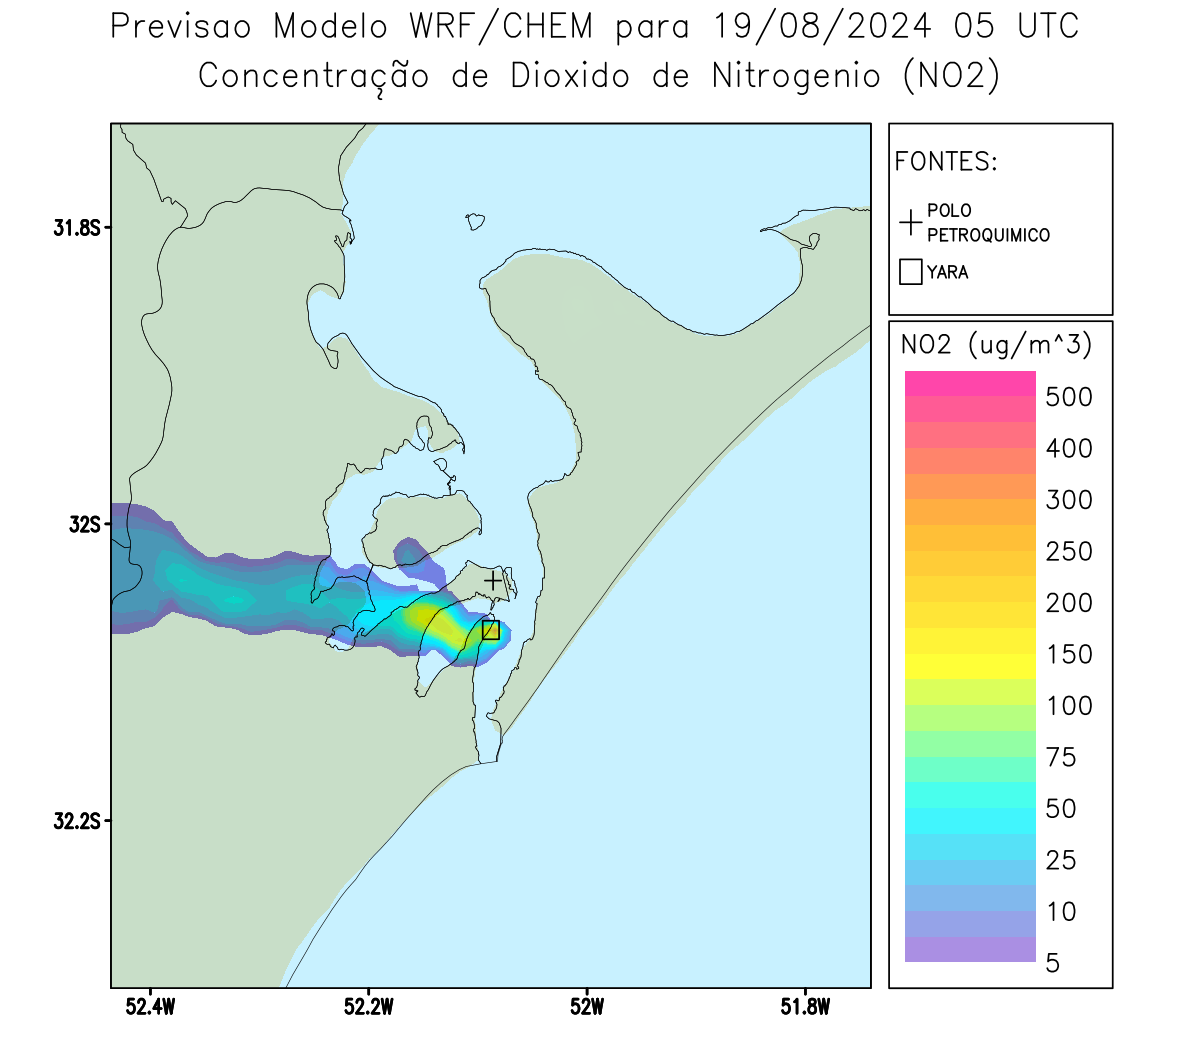 Previsao Modelo WRF/CHEM para 19/08/2024 05 UTC
Concentração de Dioxido de Nitrogenio (NO2)
FONTES:
POLO
PETROQUIMICO
YARA
NO2 (ug/m^3)
500
400
300
250
200
150
100
75
50
25
10
5
31.8S
32S
32.2S
52.4W
52.2W
52W
51.8W